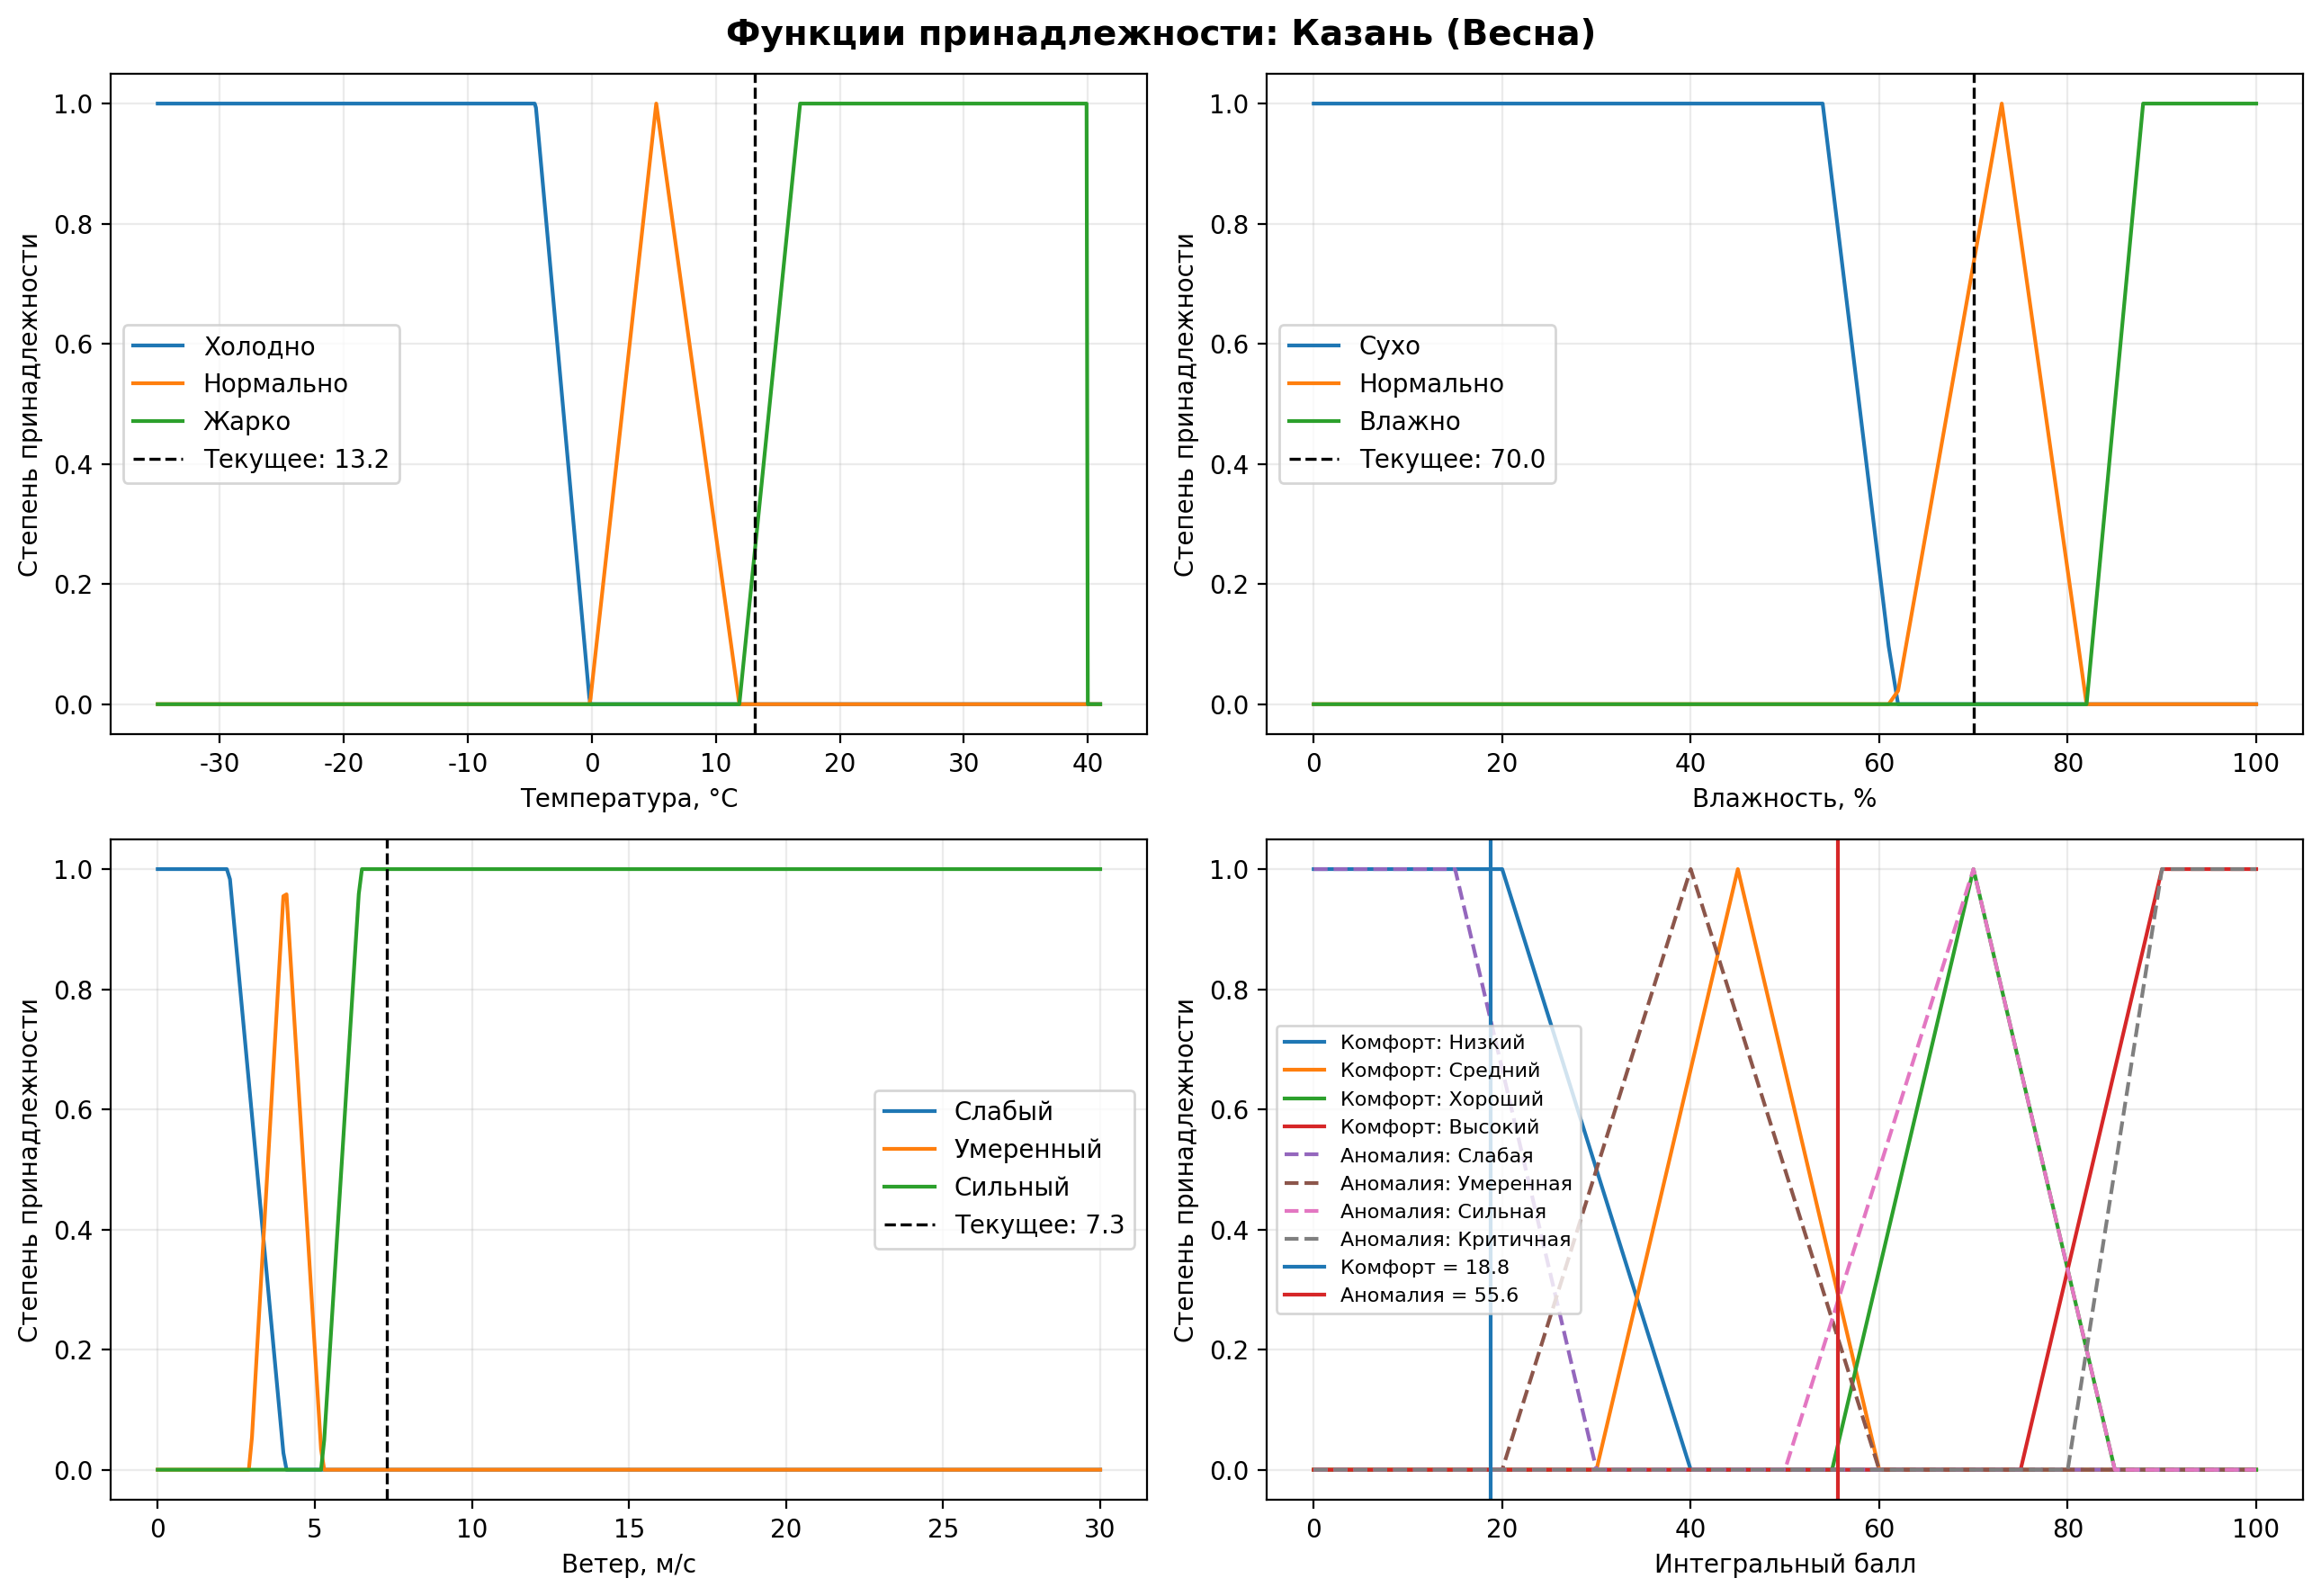 Функции принадлежности: Казань (Весна)
Степень принадлежности
1.0
0.8
0.6
0.4
0.2
0.0
Холодно
Нормально
Жарко
Текущее: 13.2
-30 -20 -10 0 10 20 30 40
Температура, °C
Степень принадлежности
1.0
0.8
0.6
0.4
0.2
0.0
Сухо
Нормально
Влажно
Текущее: 70.0
0 20 40 60 80 100
Влажность, %
Степень принадлежности
1.0
0.8
0.6
0.4
0.2
0.0
Слабый
Умеренный
Сильный
Текущее: 7.3
0 5 10 15 20 25 30
Ветер, м/с
Степень принадлежности
1.0
0.8
0.6
0.4
0.2
0.0
Комфорт: Низкий
Комфорт: Средний
Комфорт: Хороший
Комфорт: Высокий
Аномалия: Слабая
Аномалия: Умеренная
Аномалия: Сильная
Аномалия: Критичная
Комфорт = 18.8
Аномалия = 55.6
0 20 40 60 80 100
Интегральный балл